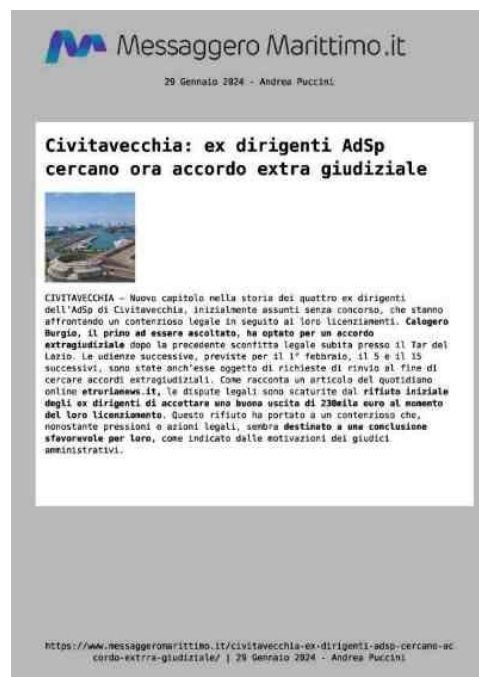 Messaggero Marittimo.it
29 Gennaio 2024 - Andrea Puccini
Civitavecchia: ex dirigenti AdSp
cercano ora accordo extra giudiziale
CIVITAVECCHIA – Nuovo capitolo nella storia dei quattro ex dirigenti
dell'AdSp di Civitavecchia, inizialmente assunti senza concorso, che stanno
affrontando un contenzioso legale in seguito ai loro licenziamenti. Calogero
Burgio, il primo ad essere ascoltato, ha optato per un accordo
extragiudiziale dopo la precedente sconfitta legale subita presso il Tar del
Lazio. Le udienze successive, previste per il 1° febbraio, il 5 e il 15
successivi, sono state anch'esse oggetto di richieste di rinvio al fine di
cercare accordi extragiudiziali. Come racconta un articolo del quotidiano
online etrurianews.it, le dispute legali sono scaturite dal rifiuto iniziale
degli ex dirigenti di accettare una buona uscita di 230mila euro al momento
del loro licenziamento. Questo rifiuto ha portato a un contenzioso che,
nonostante pressioni o azioni legali, sembra destinato a una conclusione
sfavorevole per loro, come indicato dalle motivazioni dei giudici
amministrativi.
https://www.messaggeromarittimo.it/civitavecchia-ex-dirigenti-adsp-cercano-ac
cordo-extrra-giudiziale/ | 29 Gennaio 2024 - Andrea Puccini